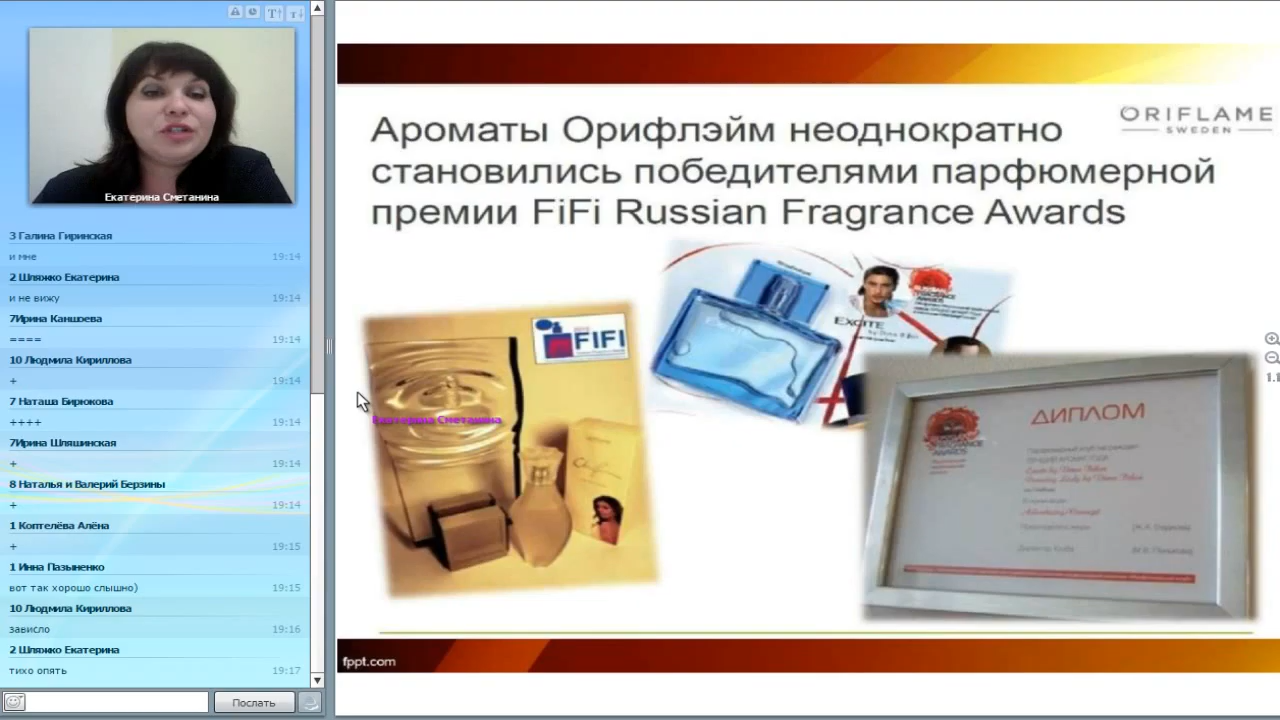 Екатерина Сметанина
3 Галина Гиринская
и мне 19:14
2 Шляжко Екатерина
и не вижу 19:14
7Ирина Каншоева
==== 19:14
10 Людмила Кириллова
+ 19:14
7 Наташа Бирюкова
++++ 19:14
7Ирина Шляшинская
+ 19:14
8 Наталья и Валерий Берзины
+ 19:14
1 Коптелёва Алёна
+ 19:15
1 Инна Пазыненко
вот так хорошо слышно) 19:15
10 Людмила Кириллова
зависло 19:16
2 Шляжко Екатерина
тихо опять 19:17
Послать
ORIFLAME
SWEDEN
Ароматы Орифлэйм неоднократно
становились победителями парфюмерной
премии FiFi Russian Fragrance Awards
FiFi
Екатерина Сметанина
EXCITE
ДИПЛОМ
fppt.com